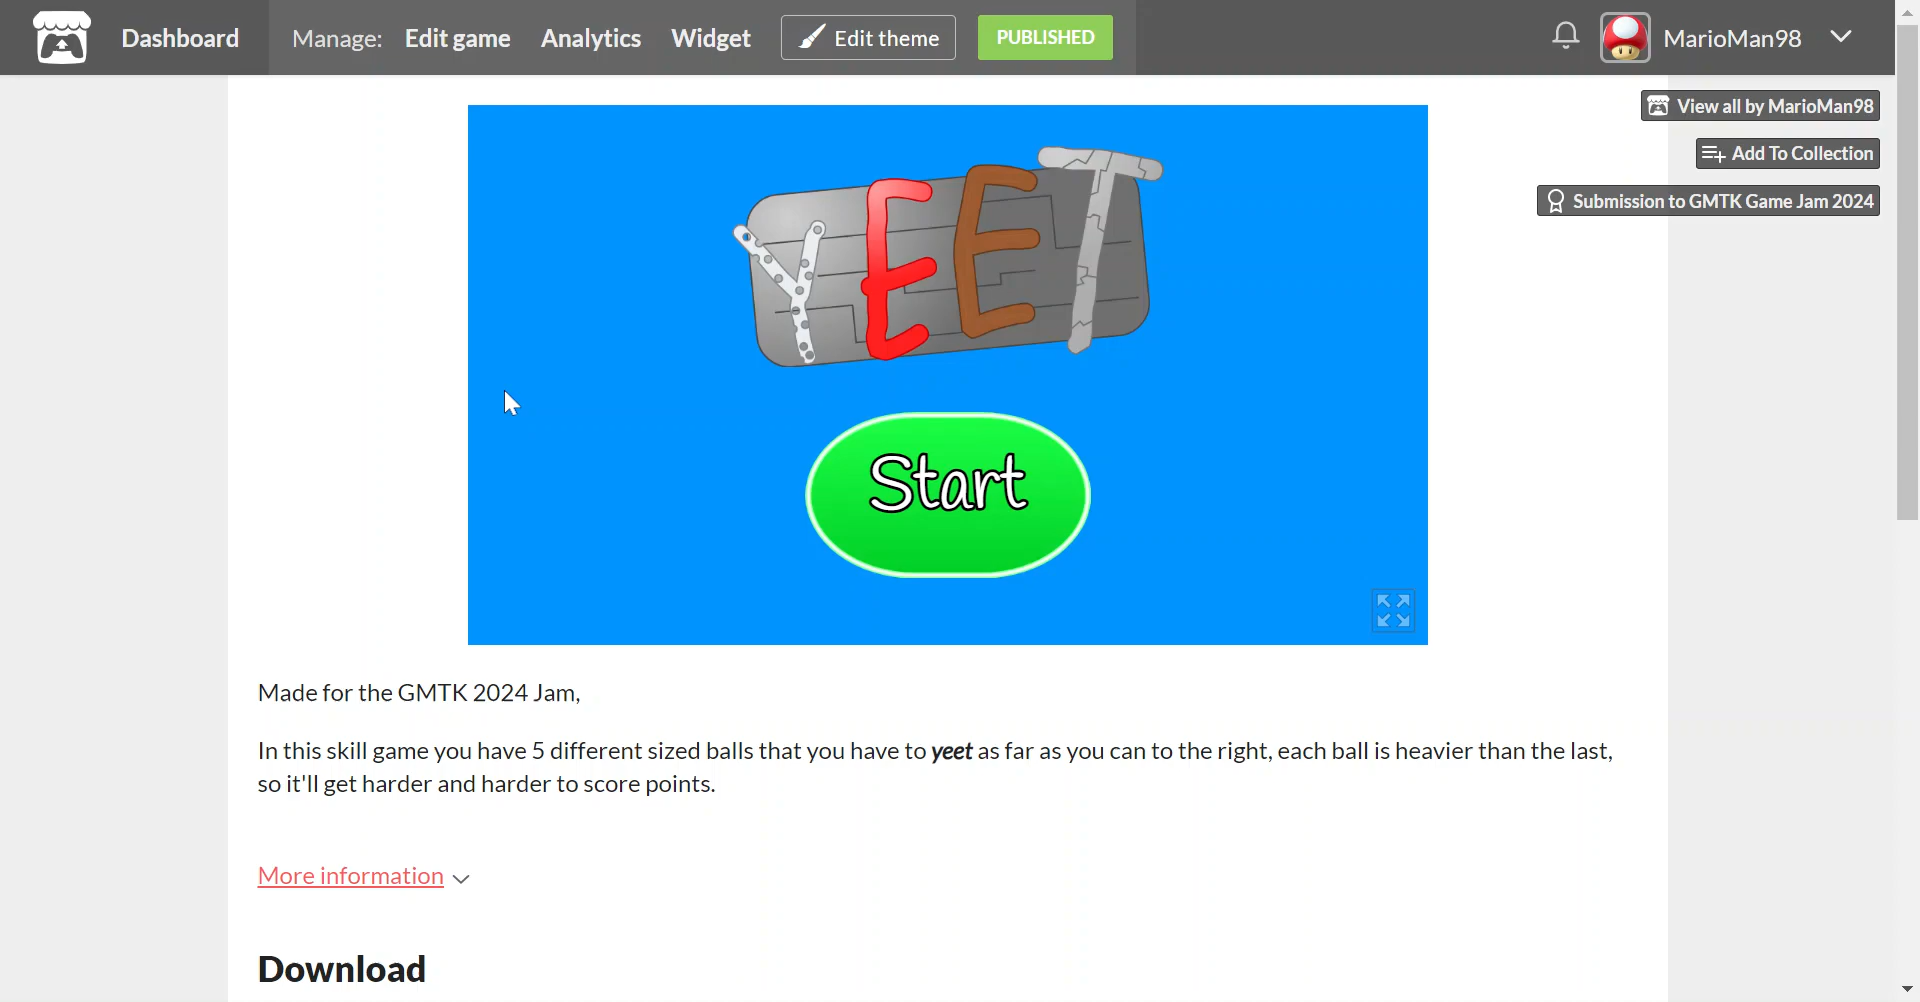 Dashboard
Manage: Edit game Analytics Widget Edit theme PUBLISHED
MarioMan98
View all by MarioMan98
Add To Collection
Submission to GMTK Game Jam 2024
YEET
Start
Made for the GMTK 2024 Jam,
In this skill game you have 5 different sized balls that you have to yeet as far as you can to the right, each ball is heavier than the last,
so it'll get harder and harder to score points.
More information
Download